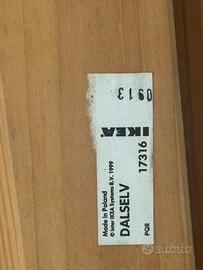 0913
IKEA
Made in Poland
© Inter IKEA Systems B.V. 1999
DALSELV
17316
PQR
subito